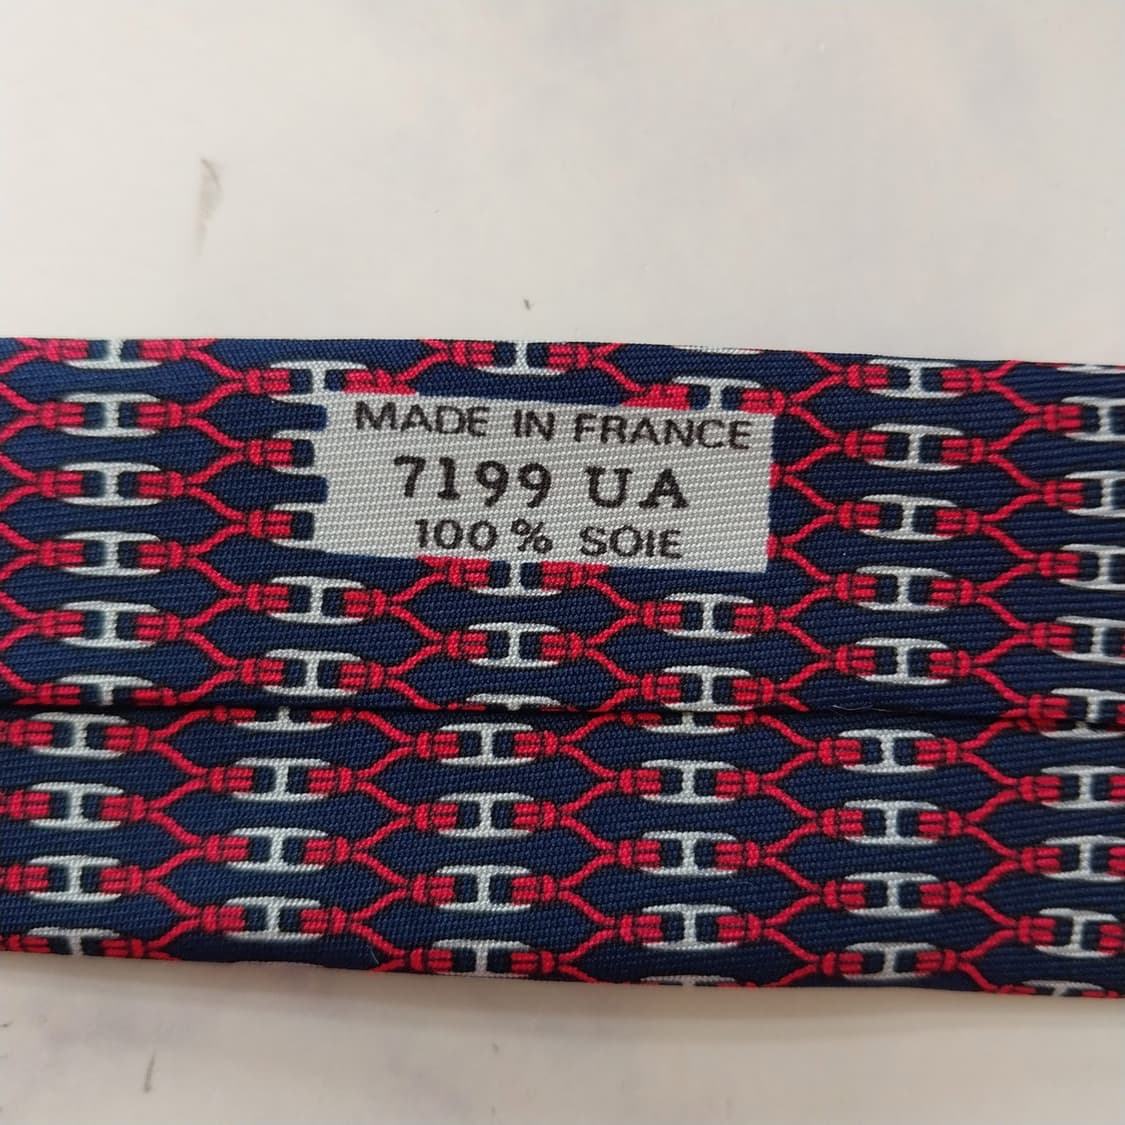 MADE IN FRANCE
7199 UA
100% SOIE